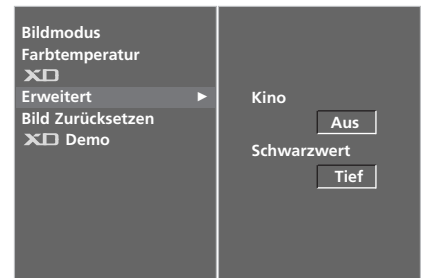 Bildmodus
Farbtemperatur
XD
Erweitert ►
Bild Zurücksetzen
XD Demo
Kino
Aus
Schwarzwert
Tief